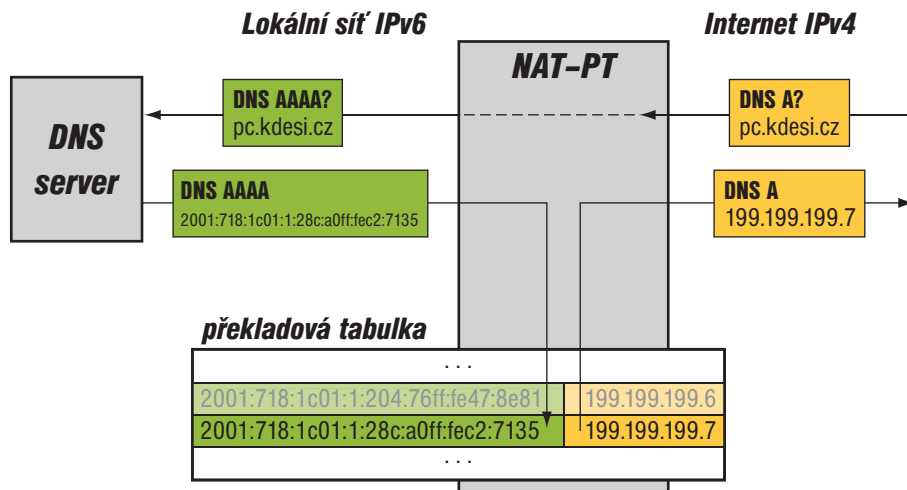 Lokální síť IPv6
Internet IPv4
NAT–PT
DNS AAAA?
pc.kdesi.cz
DNS A?
pc.kdesi.cz
DNS
server
DNS AAAA
2001:718:1c01:1:28c:a0ff:fec2:7135
DNS A
199.199.199.7
překladová tabulka
. . .
2001:718:1c01:1:204:76ff:fe47:8e81 199.199.199.6
2001:718:1c01:1:28c:a0ff:fec2:7135 199.199.199.7
. . .